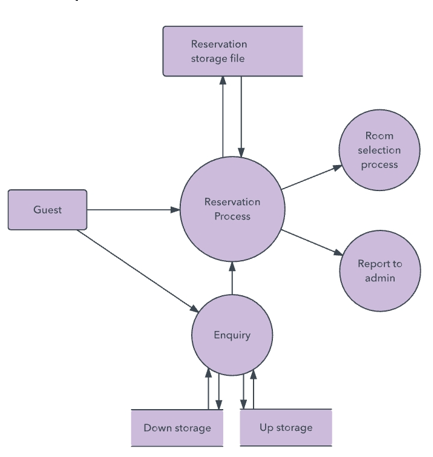 Reservation
storage file
Room
selection
process
Guest
Reservation
Process
Report to
admin
Enquiry
Down storage
Up storage